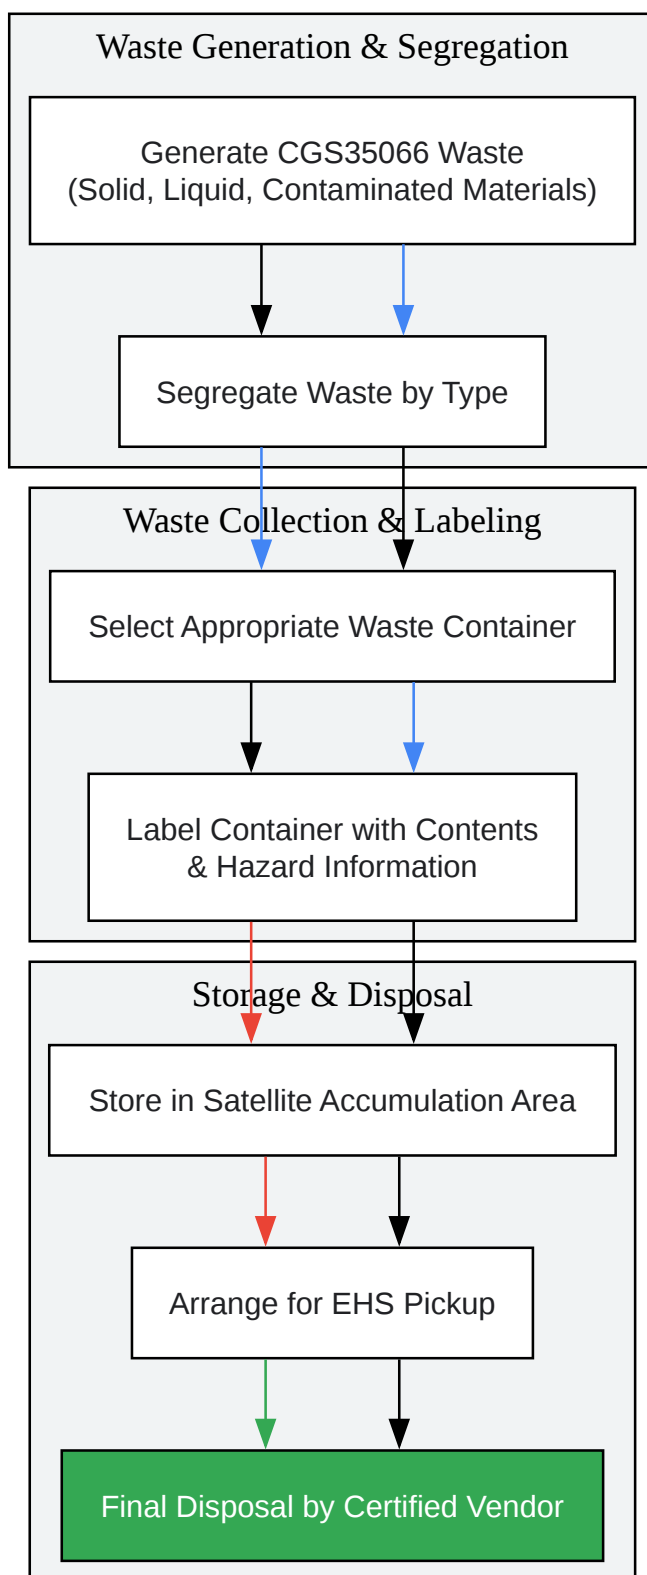 Waste Generation & Segregation
Generate CGS35066 Waste
(Solid, Liquid, Contaminated Materials)
Segregate Waste by Type
Waste Collection & Labeling
Select Appropriate Waste Container
Label Container with Contents
& Hazard Information
Storage & Disposal
Store in Satellite Accumulation Area
Arrange for EHS Pickup
Final Disposal by Certified Vendor